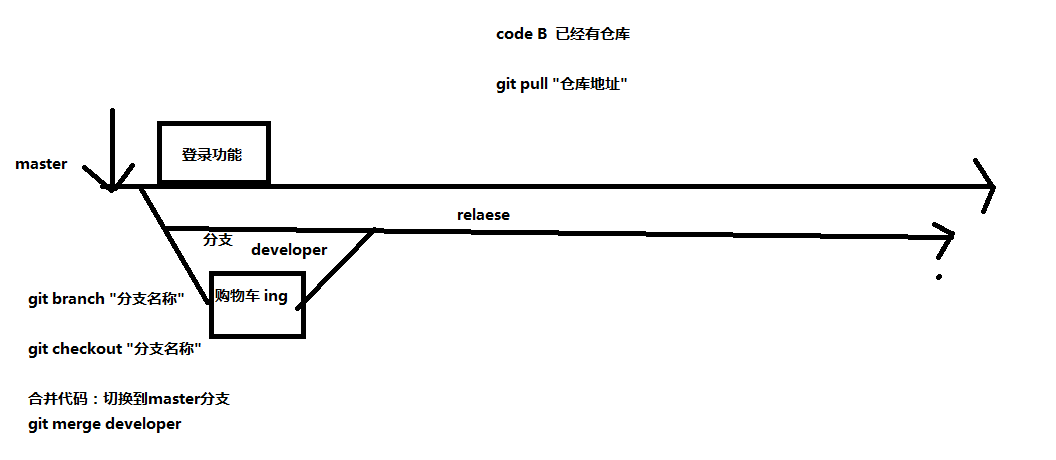 code B 已经有仓库
git pull "仓库地址"
登录功能
master
relaese
分支
developer
购物车 ing
git branch "分支名称"
git checkout "分支名称"
合并代码：切换到master分支
git merge developer